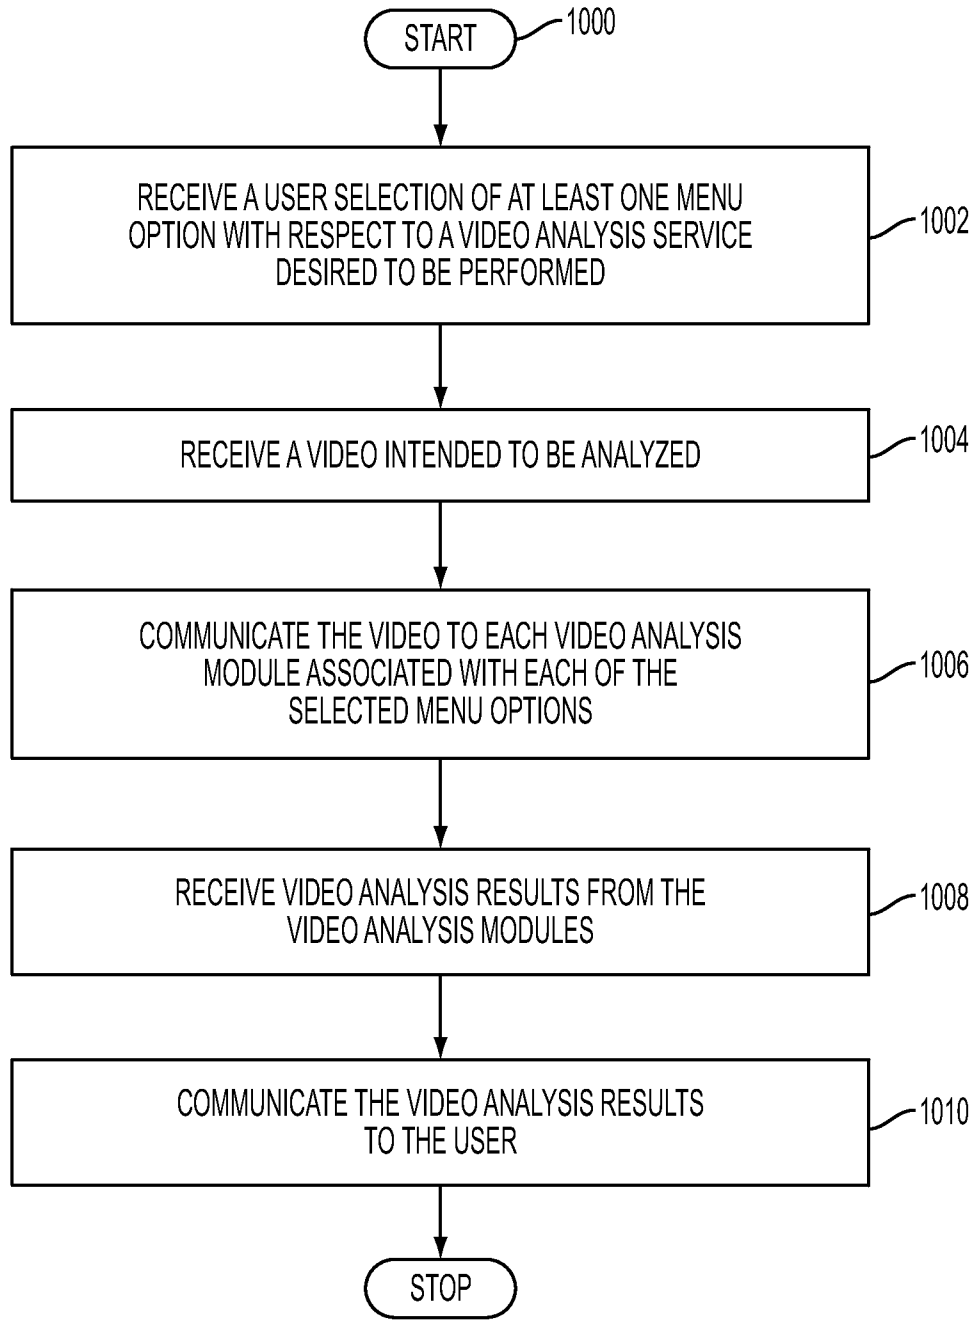 START
1000
RECEIVE A USER SELECTION OF AT LEAST ONE MENU
OPTION WITH RESPECT TO A VIDEO ANALYSIS SERVICE
DESIRED TO BE PERFORMED
1002
RECEIVE A VIDEO INTENDED TO BE ANALYZED
1004
COMMUNICATE THE VIDEO TO EACH VIDEO ANALYSIS
MODULE ASSOCIATED WITH EACH OF THE
SELECTED MENU OPTIONS
1006
RECEIVE VIDEO ANALYSIS RESULTS FROM THE
VIDEO ANALYSIS MODULES
1008
COMMUNICATE THE VIDEO ANALYSIS RESULTS
TO THE USER
1010
STOP